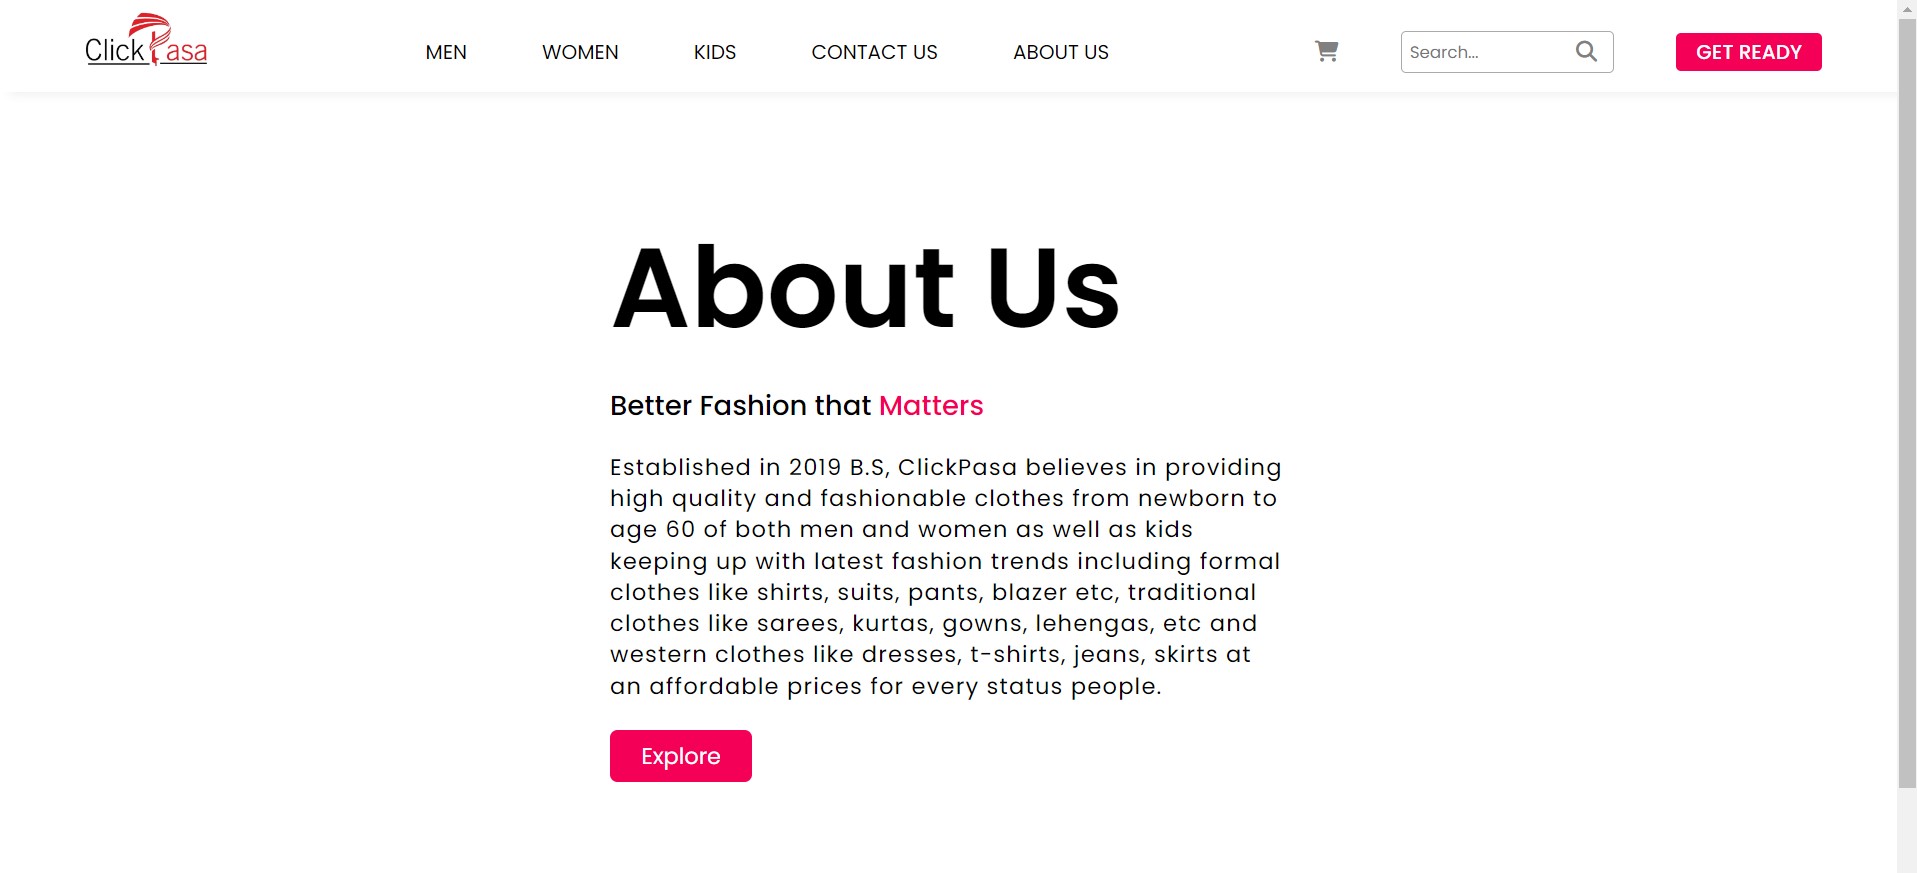 ClickPasa
MEN
WOMEN
KIDS
CONTACT US
ABOUT US
Search...
GET READY
About Us
Better Fashion that Matters
Established in 2019 B.S, ClickPasa believes in providing
high quality and fashionable clothes from newborn to
age 60 of both men and women as well as kids
keeping up with latest fashion trends including formal
clothes like shirts, suits, pants, blazer etc, traditional
clothes like sarees, kurtas, gowns, lehengas, etc and
western clothes like dresses, t-shirts, jeans, skirts at
an affordable prices for every status people.
Explore